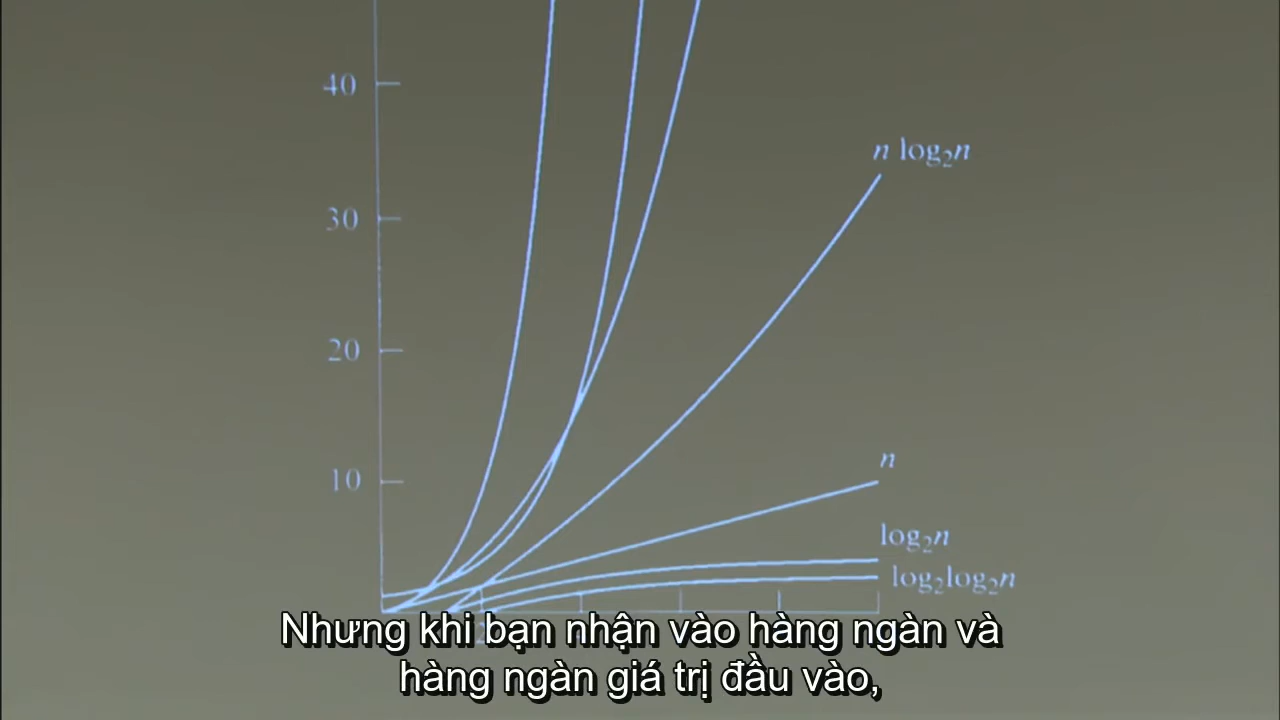 40
n log₂n
30
20
n
10
log₂n
log₂log₂n
Nhưng khi bạn nhận vào hàng ngàn và
hàng ngàn giá trị đầu vào,